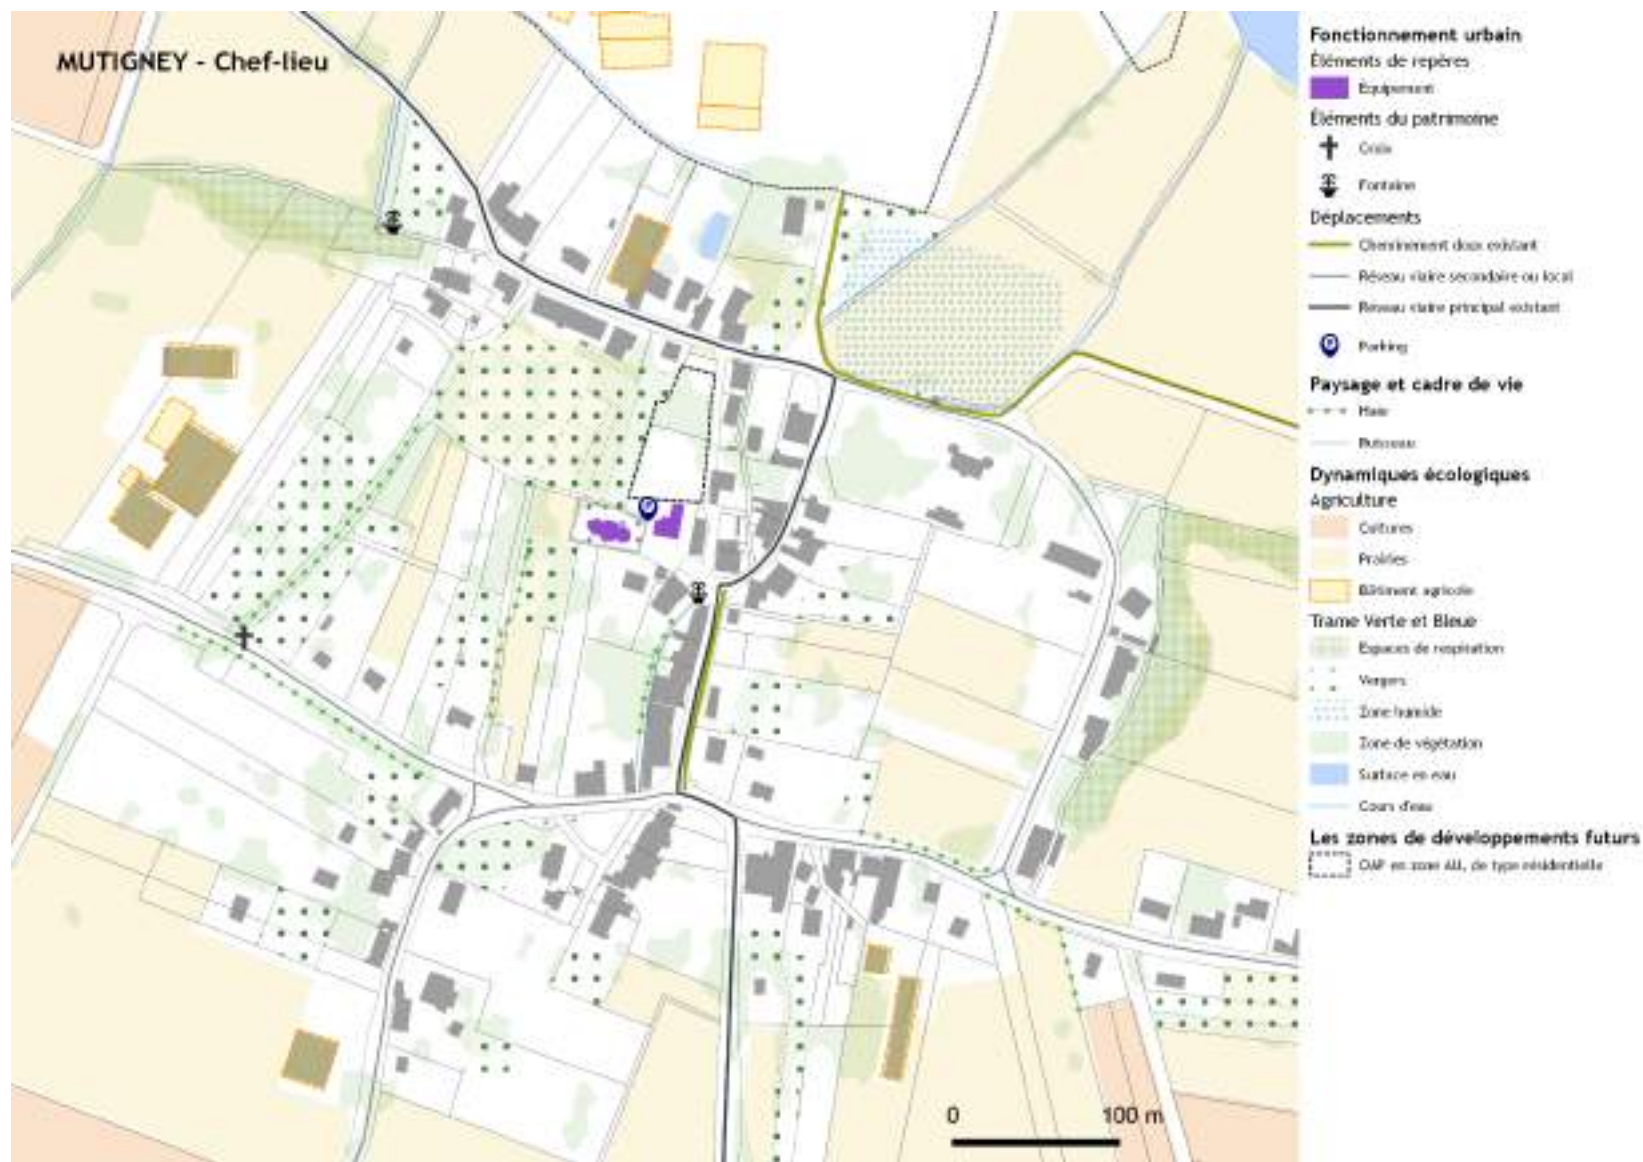 MUTIGNEY - Chef-lieu
Fonctionnement urbain
Éléments de repères
Equipement
Éléments du patrimoine
Croix
Fontaine
Déplacements
Cheminement doux existant
Réseau viaire secondaire ou local
Réseau viaire principal existant
Parking
Paysage et cadre de vie
Haie
Ruisseau
Dynamiques écologiques
Agriculture
Cultures
Prairies
Bâtiment agricole
Trame Verte et Bleue
Espaces de respiration
Vergers
Zone humide
Zone de végétation
Surface en eau
Cours d'eau
Les zones de développements futurs
OAP en zone AU, de type résidentielle
0 100 m